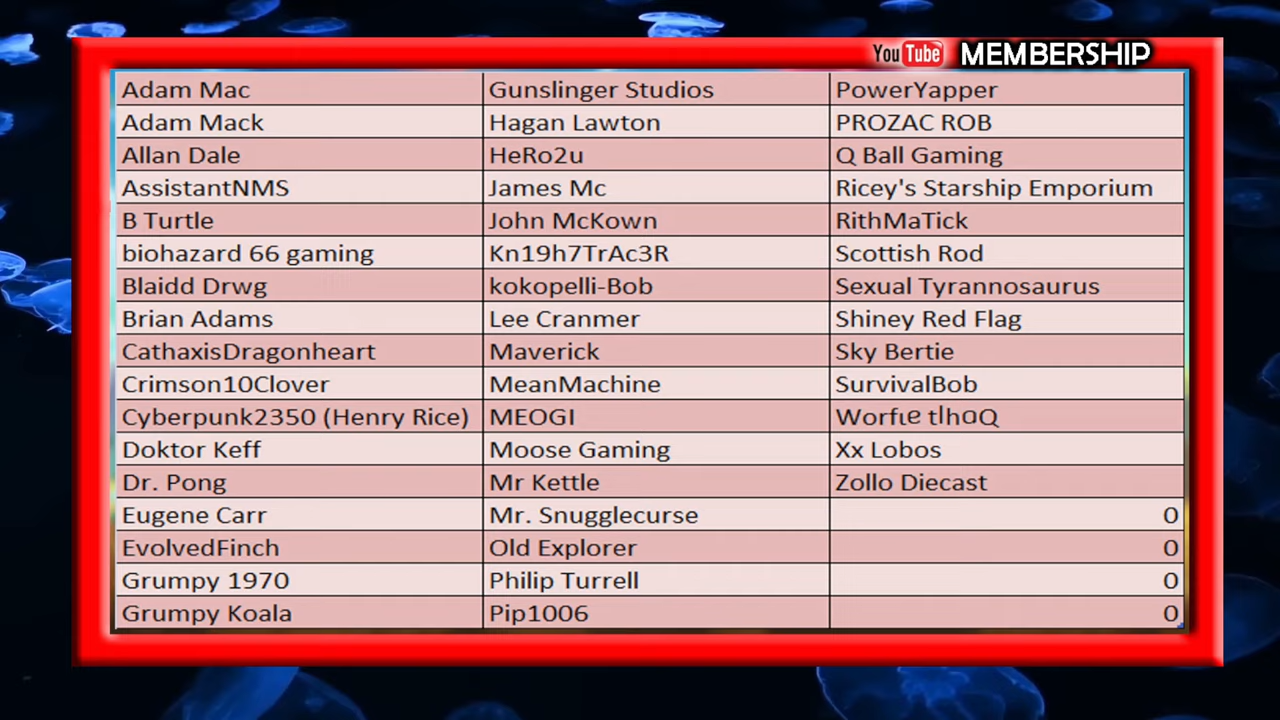 YouTube MEMBERSHIP
Adam Mac Gunslinger Studios PowerYapper
Adam Mack Hagan Lawton PROZAC ROB
Allan Dale HeRo2u Q Ball Gaming
AssistantNMS James Mc Ricey's Starship Emporium
B Turtle John McKown RithMaTick
biohazard 66 gaming Kn19h7TrAc3R Scottish Rod
Blaidd Drwg kokopelli-Bob Sexual Tyrannosaurus
Brian Adams Lee Cranmer Shiney Red Flag
CathaxisDragonheart Maverick Sky Bertie
Crimson10Clover MeanMachine SurvivalBob
Cyberpunk2350 (Henry Rice) MEOGI Worfιҽ tlhɑQ
Doktor Keff Moose Gaming Xx Lobos
Dr. Pong Mr Kettle Zollo Diecast
Eugene Carr Mr. Snugglecurse 0
EvolvedFinch Old Explorer 0
Grumpy 1970 Philip Turrell 0
Grumpy Koala Pip1006 0